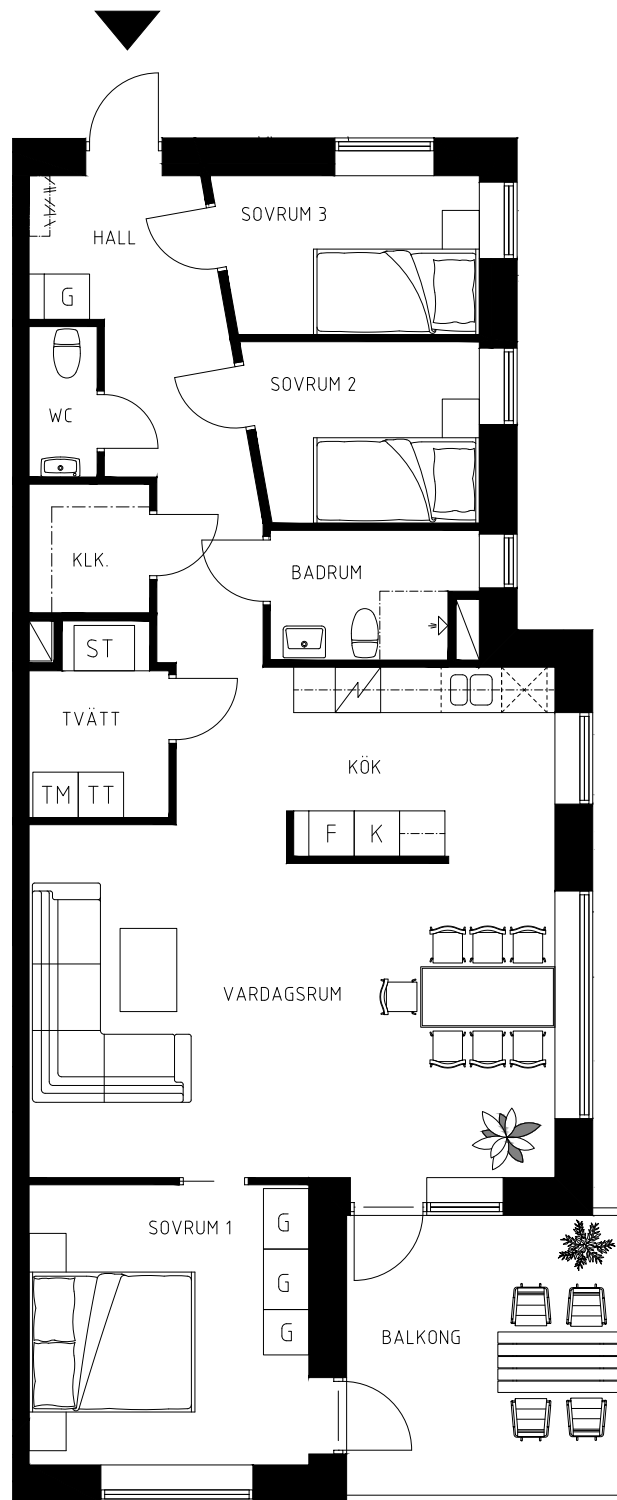 SOVRUM 3
HALL
G
SOVRUM 2
WC
KLK.
BADRUM
ST
TVÄTT
KÖK
TM TT
F K
VARDAGSRUM
SOVRUM 1
G
G
G
BALKONG